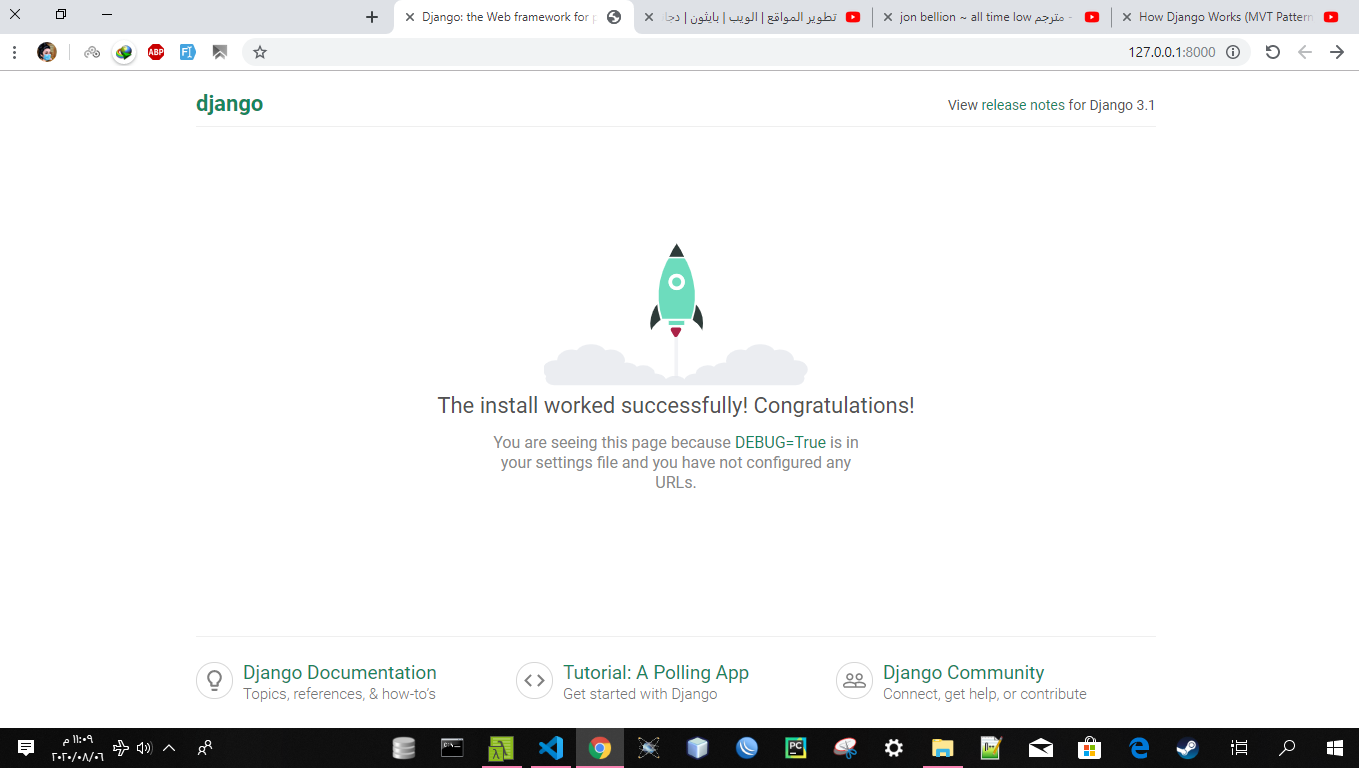 Django: the Web framework for p
تطوير المواقع | الويب | بايثون | دجا
jon bellion ~ all time low مترجم -
How Django Works (MVT Pattern
ABP
127.0.0.1:8000
django
View release notes for Django 3.1
The install worked successfully! Congratulations!
You are seeing this page because DEBUG=True is in
your settings file and you have not configured any
URLs.
Django Documentation
Topics, references, & how-to's
Tutorial: A Polling App
Get started with Django
Django Community
Connect, get help, or contribute
PC
١١:٠٩ م
٢٠٢٠/٠٨/٠٦